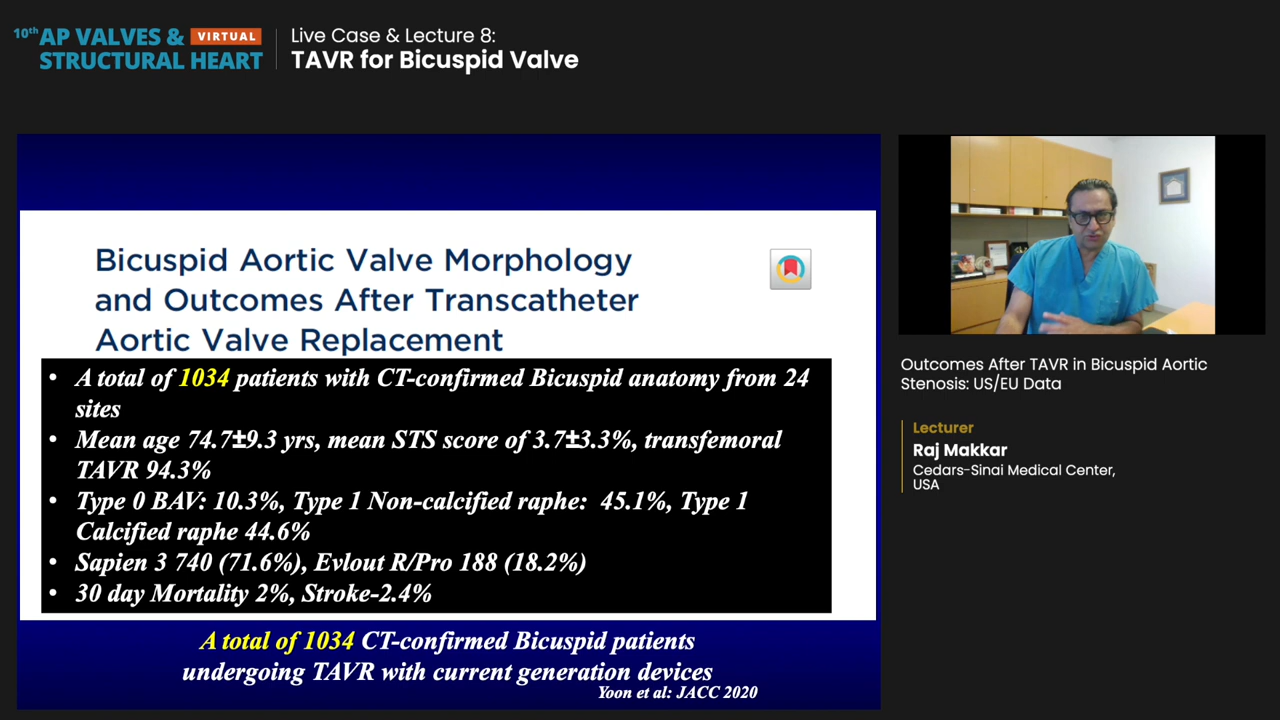 10th AP VALVES & VIRTUAL
STRUCTURAL HEART
Live Case & Lecture 8:
TAVR for Bicuspid Valve
Bicuspid Aortic Valve Morphology
and Outcomes After Transcatheter
Aortic Valve Replacement
• A total of 1034 patients with CT-confirmed Bicuspid anatomy from 24
sites
• Mean age 74.7±9.3 yrs, mean STS score of 3.7±3.3%, transfemoral
TAVR 94.3%
• Type 0 BAV: 10.3%, Type 1 Non-calcified raphe: 45.1%, Type 1
Calcified raphe 44.6%
• Sapien 3 740 (71.6%), Evlout R/Pro 188 (18.2%)
• 30 day Mortality 2%, Stroke-2.4%
A total of 1034 CT-confirmed Bicuspid patients
undergoing TAVR with current generation devices
Yoon et al: JACC 2020
Outcomes After TAVR in Bicuspid Aortic
Stenosis: US/EU Data
Lecturer
Raj Makkar
Cedars-Sinai Medical Center,
USA